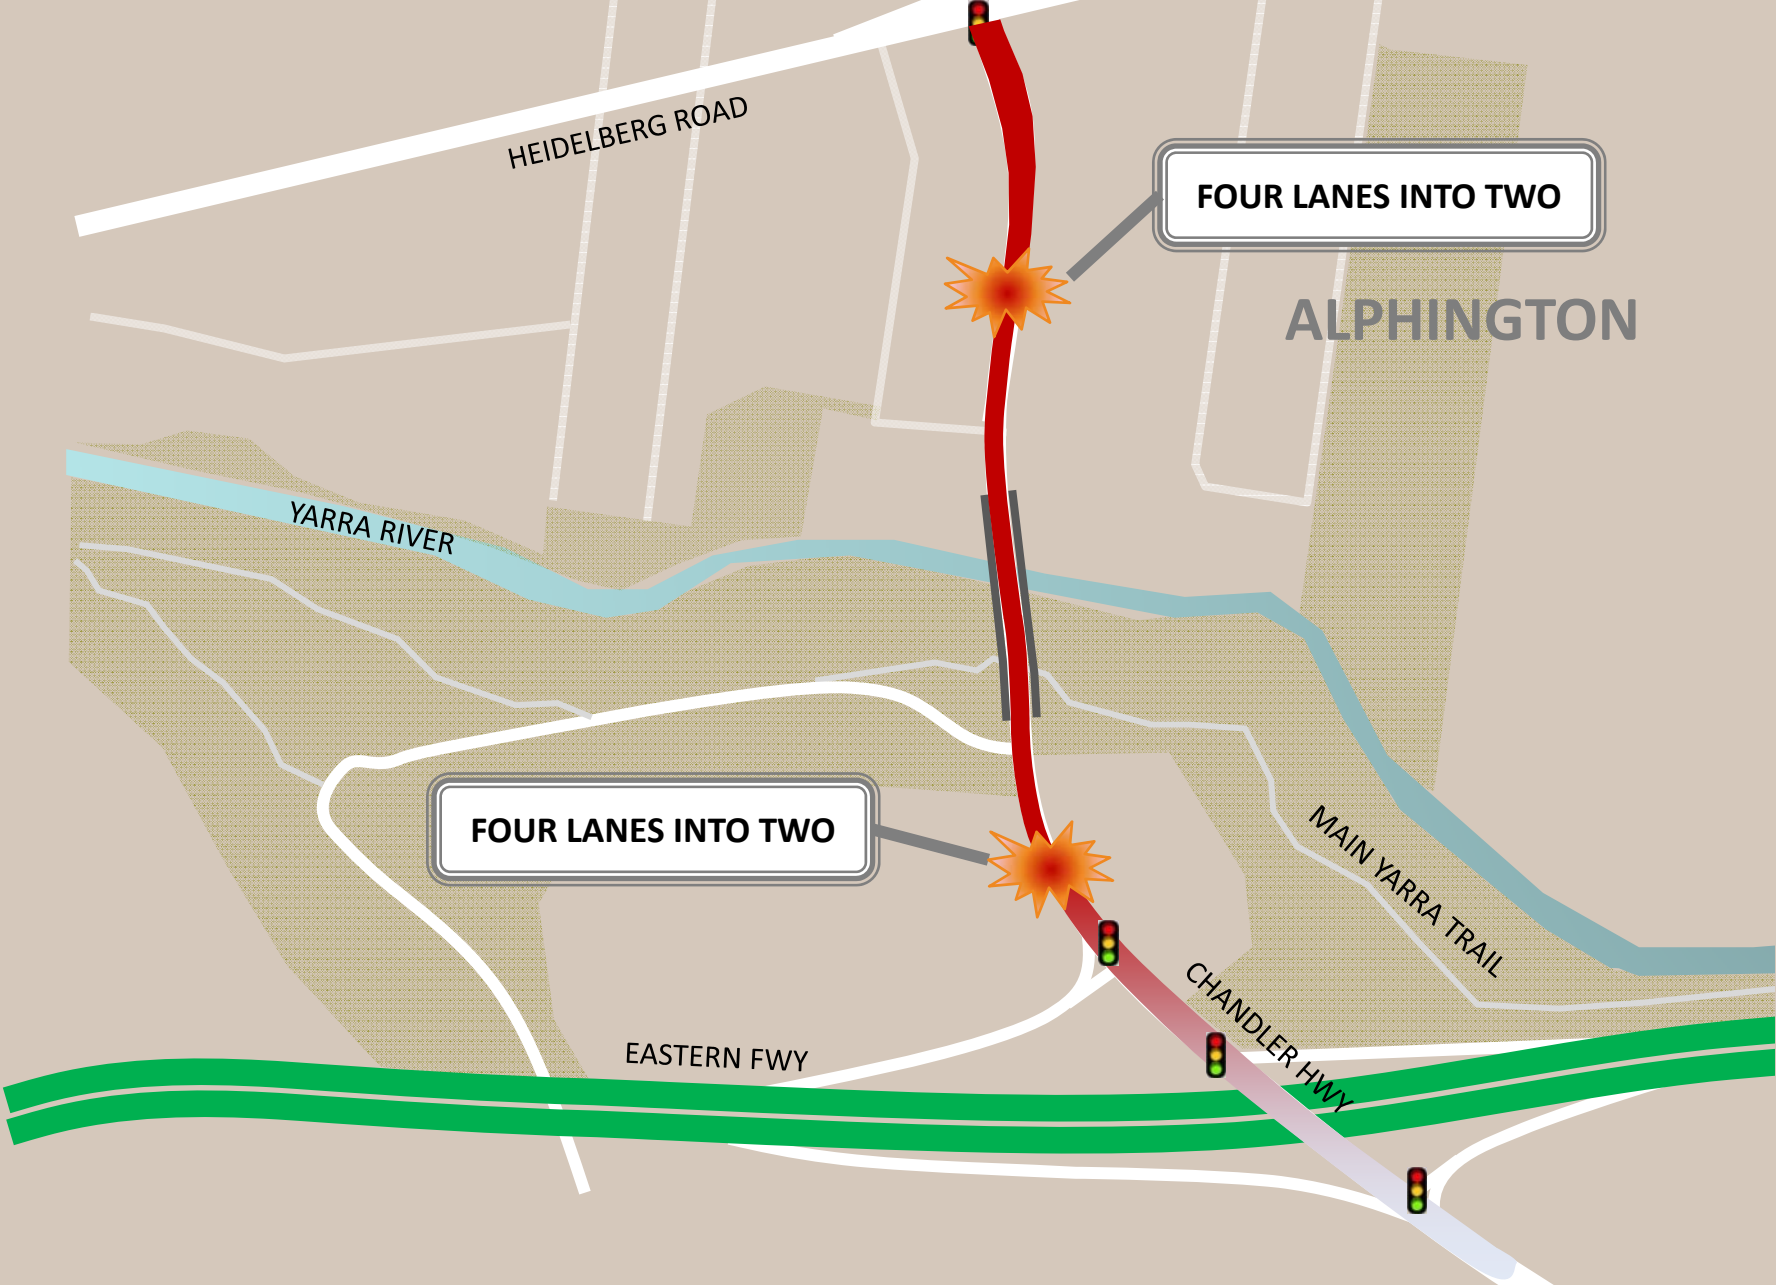 HEIDELBERG ROAD
FOUR LANES INTO TWO
ALPHINGTON
YARRA RIVER
FOUR LANES INTO TWO
MAIN YARRA TRAIL
CHANDLER HWY
EASTERN FWY